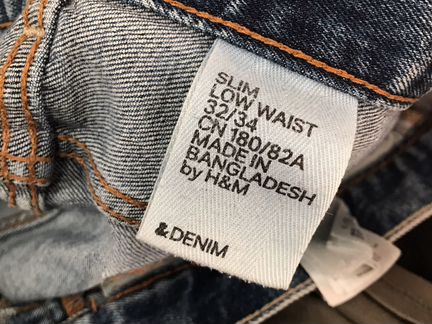 SLIM
LOW WAIST
32/34
CN 180/82A
MADE IN
BANGLADESH
by H&M
&DENIM